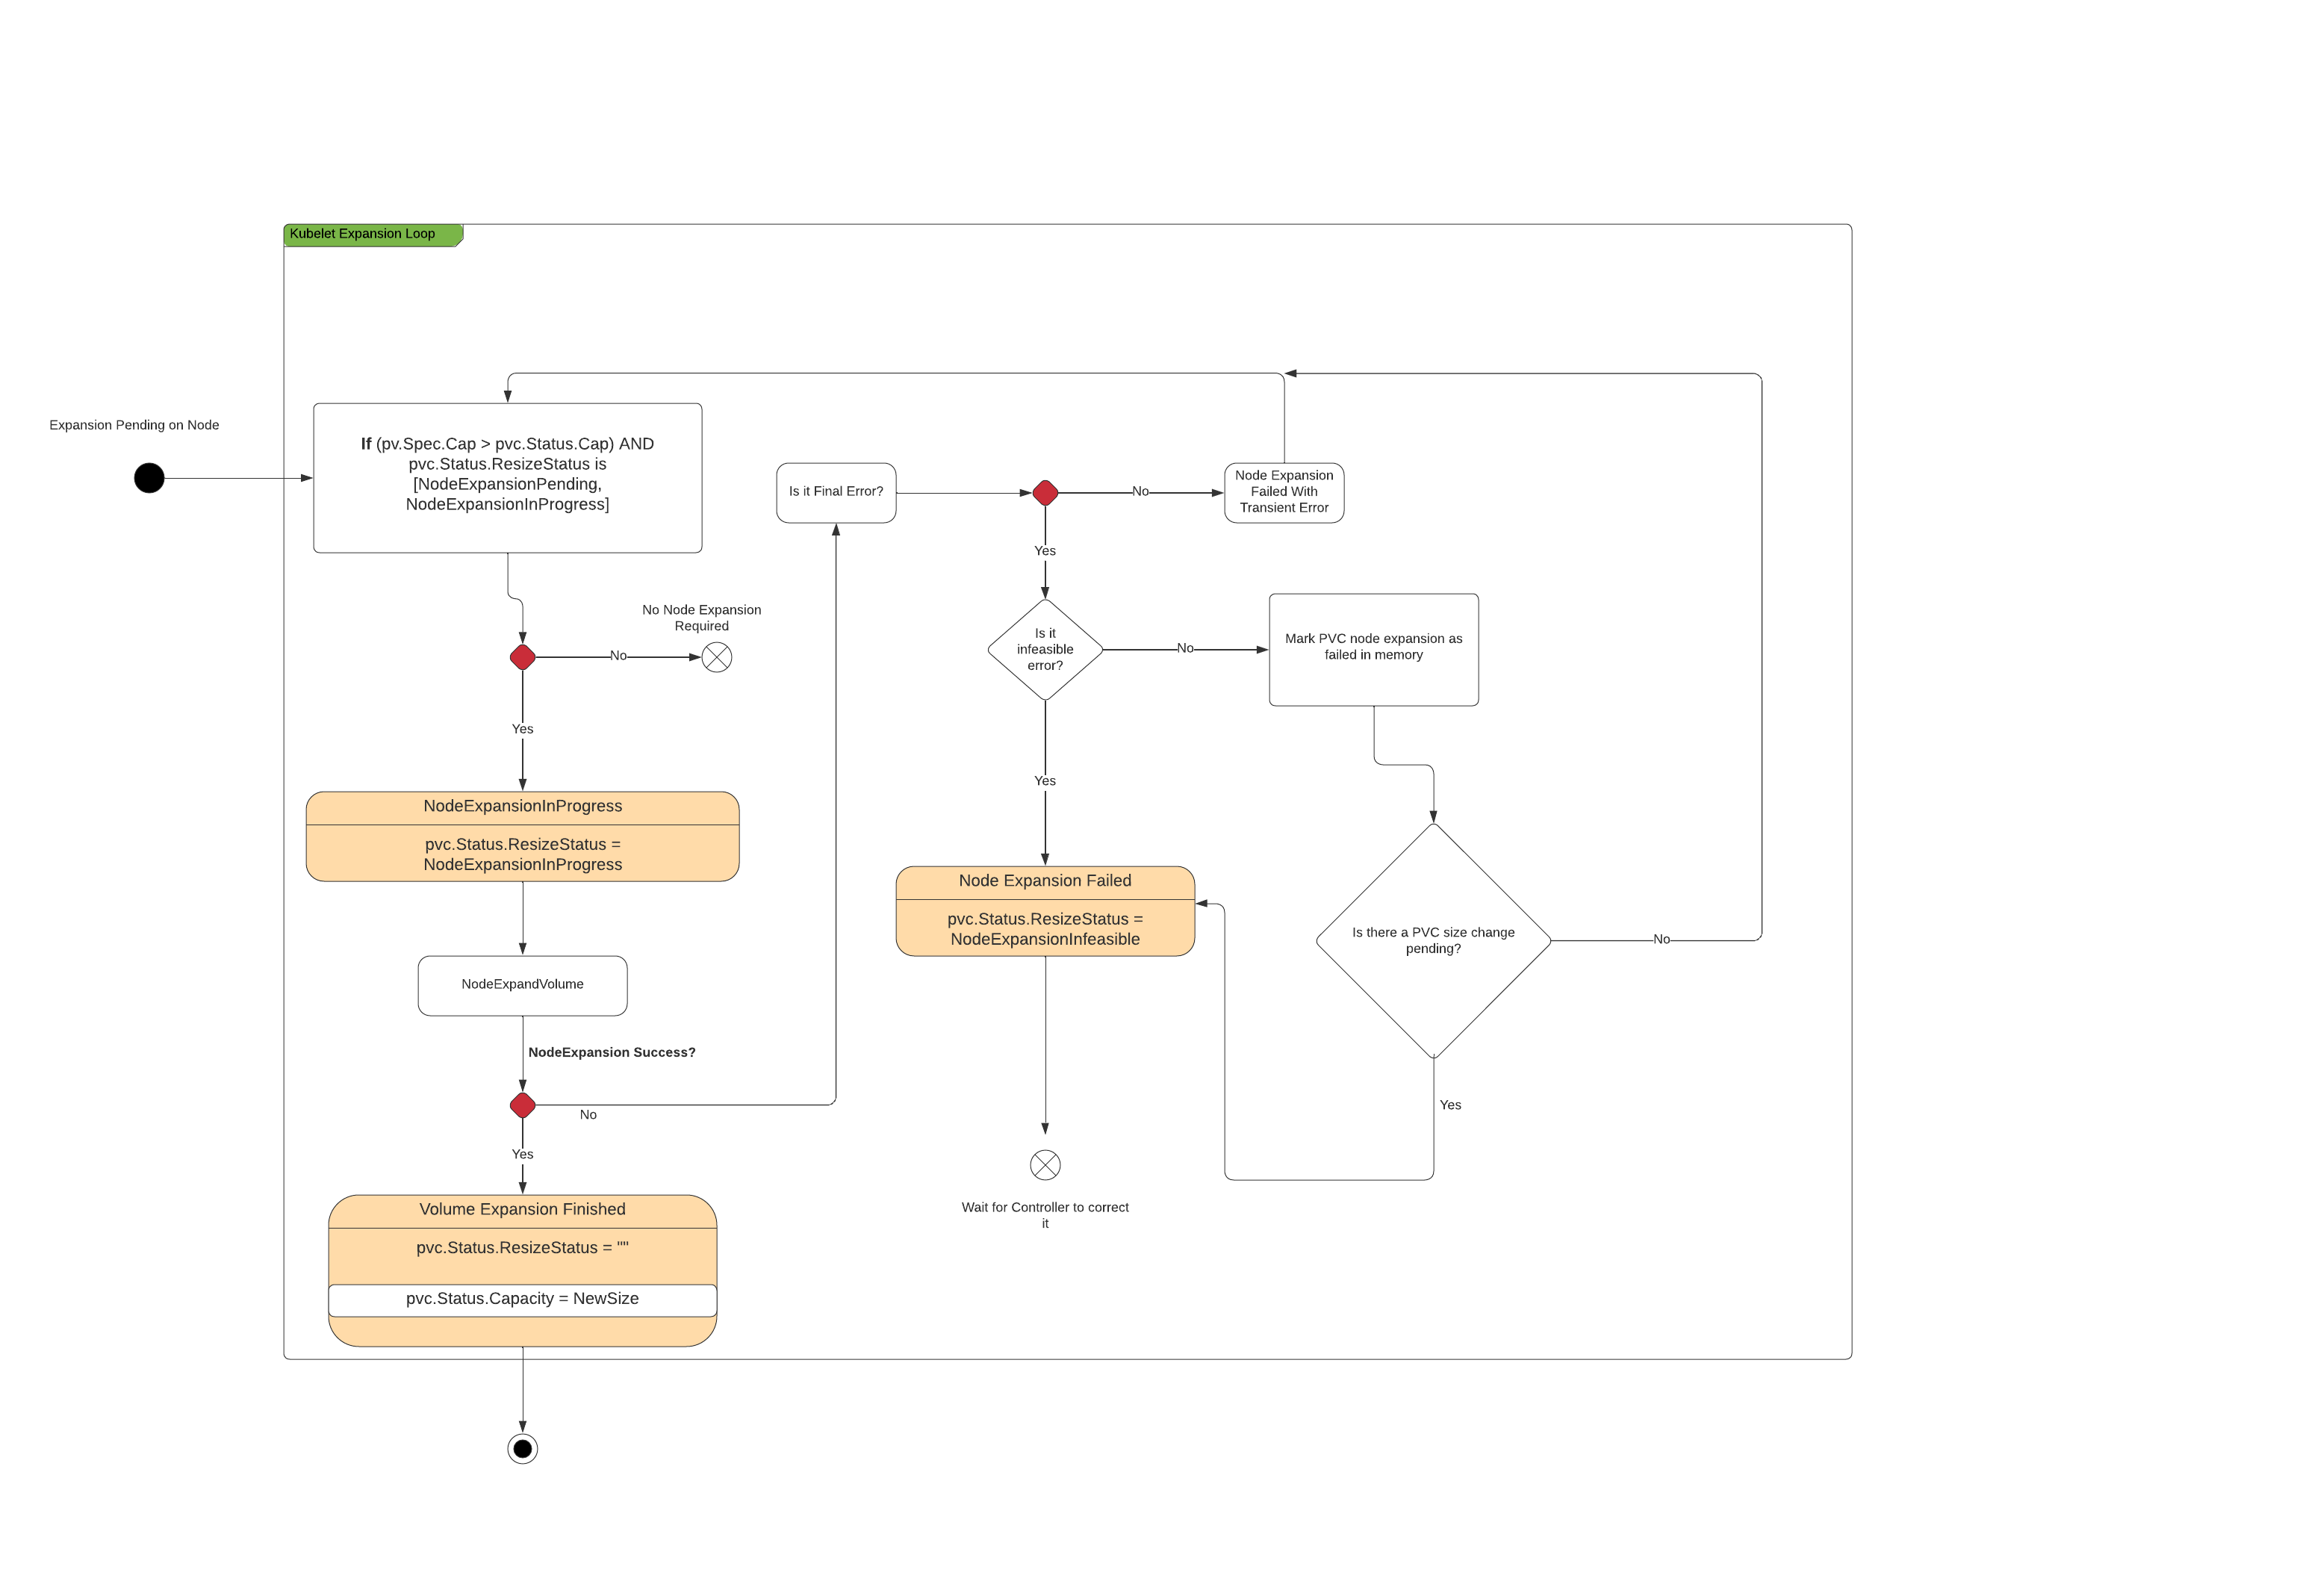 Kubelet Expansion Loop
Expansion Pending on Node
If (pv.Spec.Cap > pvc.Status.Cap) AND
pvc.Status.ResizeStatus is
[NodeExpansionPending,
NodeExpansionInProgress]
Is it Final Error?
No
Node Expansion
Failed With
Transient Error
Yes
No Node Expansion
Required
No
Yes
Is it
infeasible
error?
No
Mark PVC node expansion as
failed in memory
Yes
NodeExpansionInProgress
pvc.Status.ResizeStatus =
NodeExpansionInProgress
Node Expansion Failed
pvc.Status.ResizeStatus =
NodeExpansionInfeasible
Is there a PVC size change
pending?
No
Yes
NodeExpandVolume
NodeExpansion Success?
No
Yes
Wait for Controller to correct
it
Volume Expansion Finished
pvc.Status.ResizeStatus = ""
pvc.Status.Capacity = NewSize